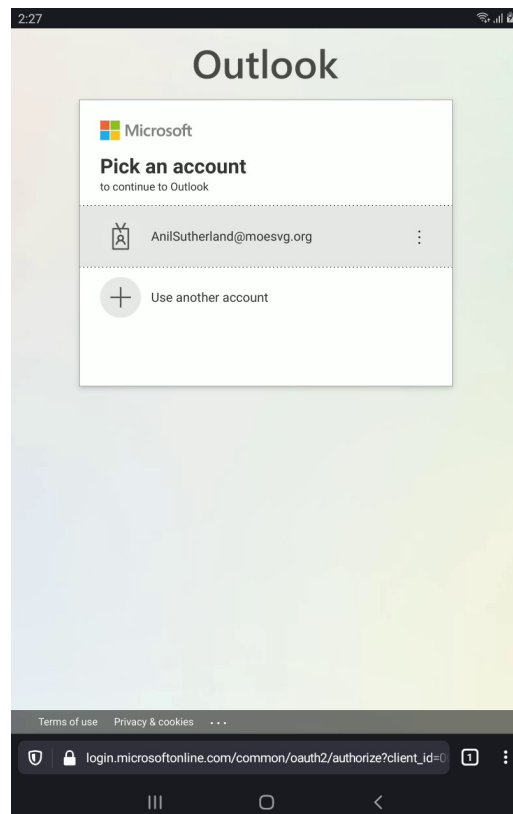 2:27
Outlook
Microsoft
Pick an account
to continue to Outlook
AnilSutherland@moesvg.org
Use another account
Terms of use Privacy & cookies ...
login.microsoftonline.com/common/oauth2/authorize?client_id=0 1